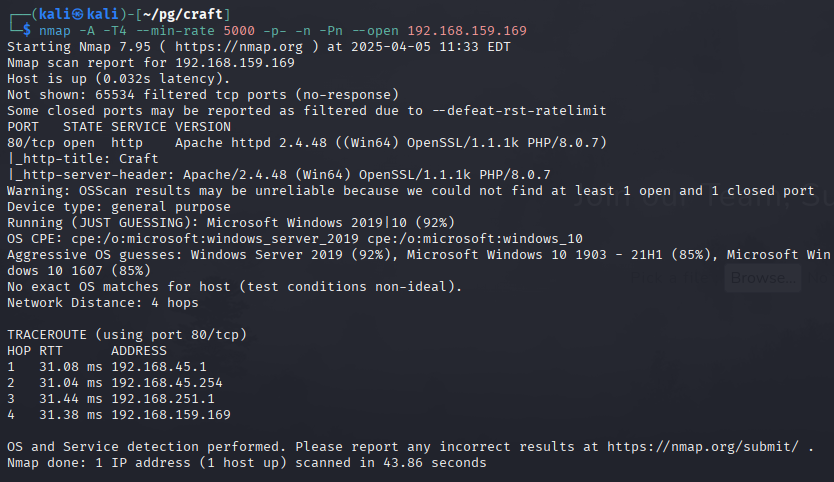 ┌──(kali㉿kali)-[~/pg/craft]
└─$ nmap -A -T4 --min-rate 5000 -p- -n -Pn --open 192.168.159.169
Starting Nmap 7.95 ( https://nmap.org ) at 2025-04-05 11:33 EDT
Nmap scan report for 192.168.159.169
Host is up (0.032s latency).
Not shown: 65534 filtered tcp ports (no-response)
Some closed ports may be reported as filtered due to --defeat-rst-ratelimit
PORT   STATE SERVICE VERSION
80/tcp open  http    Apache httpd 2.4.48 ((Win64) OpenSSL/1.1.1k PHP/8.0.7)
|_http-title: Craft
|_http-server-header: Apache/2.4.48 (Win64) OpenSSL/1.1.1k PHP/8.0.7
Warning: OSScan results may be unreliable because we could not find at least 1 open and 1 closed port
Device type: general purpose
Join our Team, Su
Running (JUST GUESSING): Microsoft Windows 2019|10 (92%)
OS CPE: cpe:/o:microsoft:windows_server_2019 cpe:/o:microsoft:windows_10
Aggressive OS guesses: Windows Server 2019 (92%), Microsoft Windows 10 1903 - 21H1 (85%), Microsoft Win
dows 10 1607 (85%)
Browse...
No exact OS matches for host (test conditions non-ideal).
Network Distance: 4 hops
TRACEROUTE (using port 80/tcp)
HOP RTT      ADDRESS
1   31.08 ms 192.168.45.1
2   31.04 ms 192.168.45.254
3   31.44 ms 192.168.251.1
4   31.38 ms 192.168.159.169
OS and Service detection performed. Please report any incorrect results at https://nmap.org/submit/ .
Nmap done: 1 IP address (1 host up) scanned in 43.86 seconds